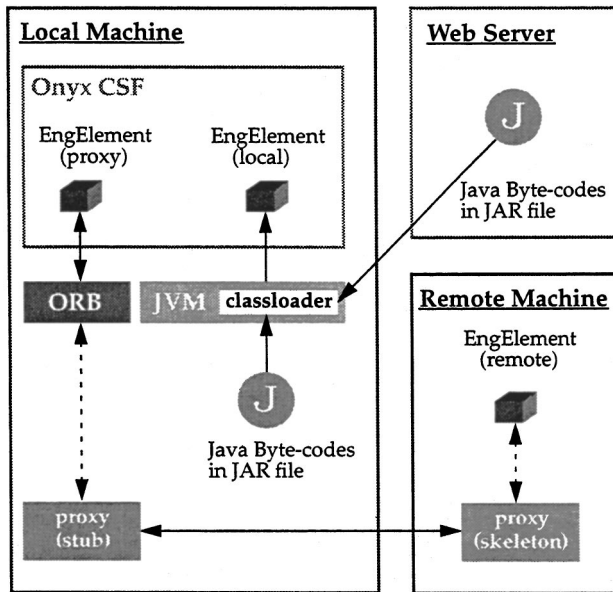 Local Machine
Onyx CSF
EngElement
(proxy)
EngElement
(local)
ORB
JVM
classloader
J
Java Byte-codes
in JAR file
proxy
(stub)
Web Server
J
Java Byte-codes
in JAR file
Remote Machine
EngElement
(remote)
proxy
(skeleton)